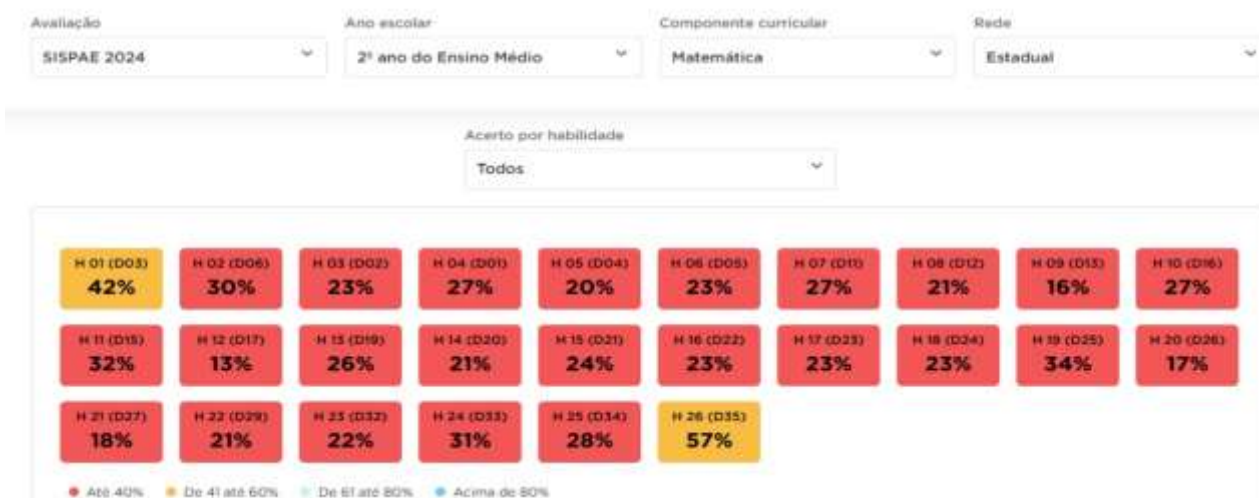 Avaliação Ano escolar Componente curricular Rede
SISPAE 2024 2º ano do Ensino Médio Matemática Estadual
Acerto por habilidade
Todos
H 01 (D03) H 02 (D06) H 03 (D02) H 04 (D01) H 05 (D04) H 06 (D05) H 07 (D11) H 08 (D12) H 09 (D13) H 10 (D16)
42% 30% 23% 27% 20% 23% 27% 21% 16% 27%
H 11 (D15) H 12 (D17) H 13 (D19) H 14 (D20) H 15 (D21) H 16 (D22) H 17 (D23) H 18 (D24) H 19 (D25) H 20 (D26)
32% 13% 26% 21% 24% 23% 23% 23% 34% 17%
H 21 (D27) H 22 (D29) H 23 (D32) H 24 (D33) H 25 (D34) H 26 (D35)
18% 21% 22% 31% 28% 57%
Até 40% De 41 até 60% De 61 até 80% Acima de 80%